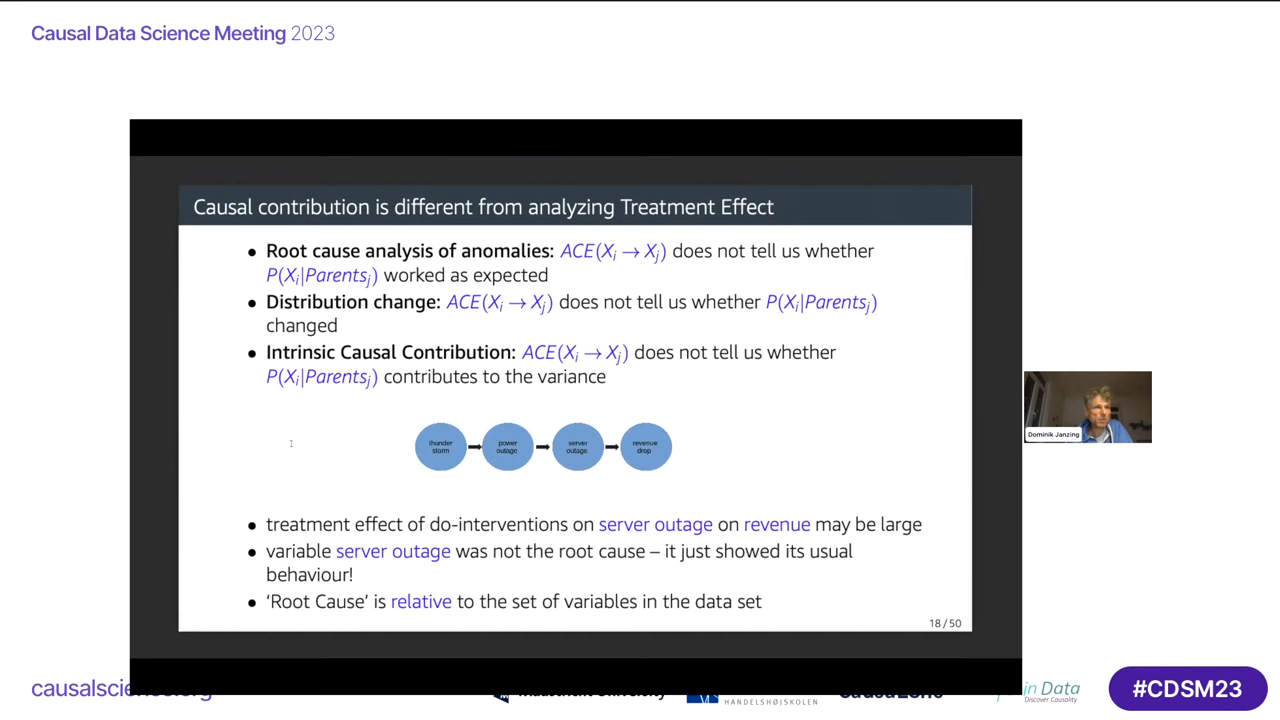 Causal Data Science Meeting 2023
Causal contribution is different from analyzing Treatment Effect
• Root cause analysis of anomalies: ACE(Xᵢ → Xⱼ) does not tell us whether
P(Xᵢ|Parentsⱼ) worked as expected
• Distribution change: ACE(Xᵢ → Xⱼ) does not tell us whether P(Xᵢ|Parentsⱼ)
changed
• Intrinsic Causal Contribution: ACE(Xᵢ → Xⱼ) does not tell us whether
P(Xᵢ|Parentsⱼ) contributes to the variance
thunder
storm
power
outage
server
outage
revenue
drop
Dominik Janzing
• treatment effect of do-interventions on server outage on revenue may be large
• variable server outage was not the root cause – it just showed its usual
behaviour!
• ‘Root Cause’ is relative to the set of variables in the data set
18/50
HANDELSHØJSKOLEN
in Data
Discover Causality
#CDSM23